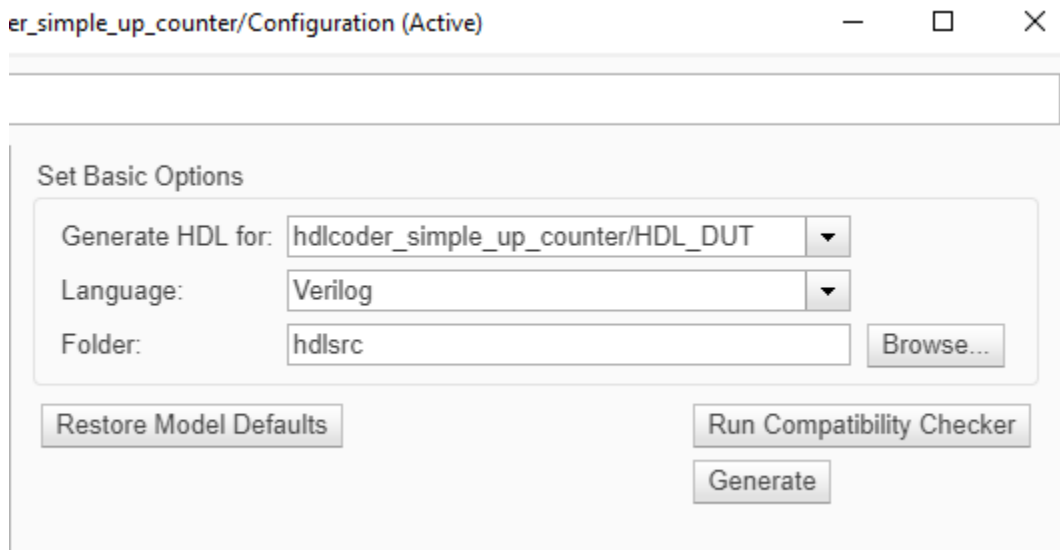 er_simple_up_counter/Configuration (Active)
Set Basic Options
Generate HDL for: hdlcoder_simple_up_counter/HDL_DUT
Language: Verilog
Folder: hdlsrc Browse...
Restore Model Defaults Run Compatibility Checker
Generate